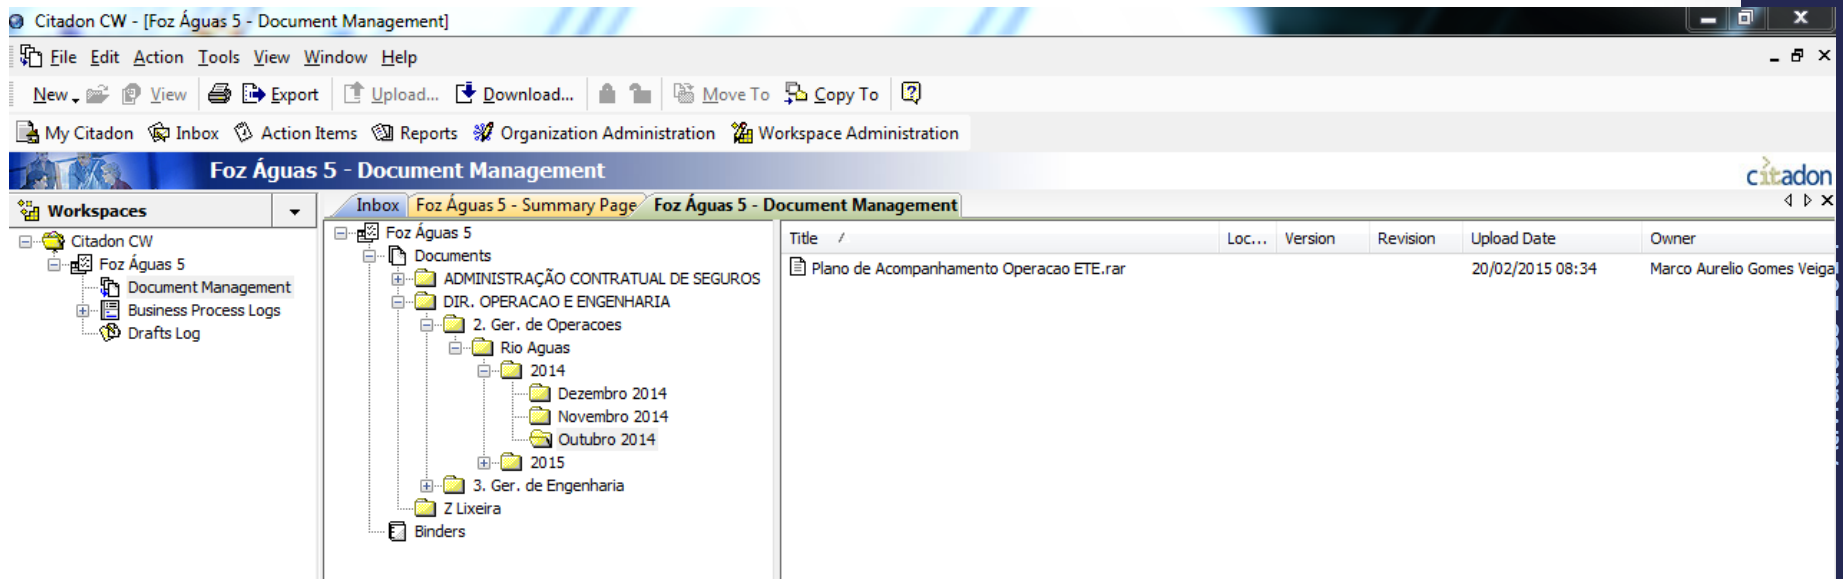 Citadon CW - [Foz Águas 5 - Document Management]
File Edit Action Tools View Window Help
New View Export Upload... Download... Move To Copy To
My Citadon Inbox Action Items Reports Organization Administration Workspace Administration
Foz Águas 5 - Document Management
citadon
Workspaces
Inbox Foz Águas 5 - Summary Page Foz Águas 5 - Document Management
Citadon CW
Foz Águas 5
Document Management
Business Process Logs
Drafts Log
Foz Águas 5
Documents
ADMINISTRAÇÃO CONTRATUAL DE SEGUROS
DIR. OPERACAO E ENGENHARIA
2. Ger. de Operacoes
Rio Aguas
2014
Dezembro 2014
Novembro 2014
Outubro 2014
2015
3. Ger. de Engenharia
Z Lixeira
Binders
Title Loc... Version Revision Upload Date Owner
Plano de Acompanhamento Operacao ETE.rar 20/02/2015 08:34 Marco Aurelio Gomes Veiga